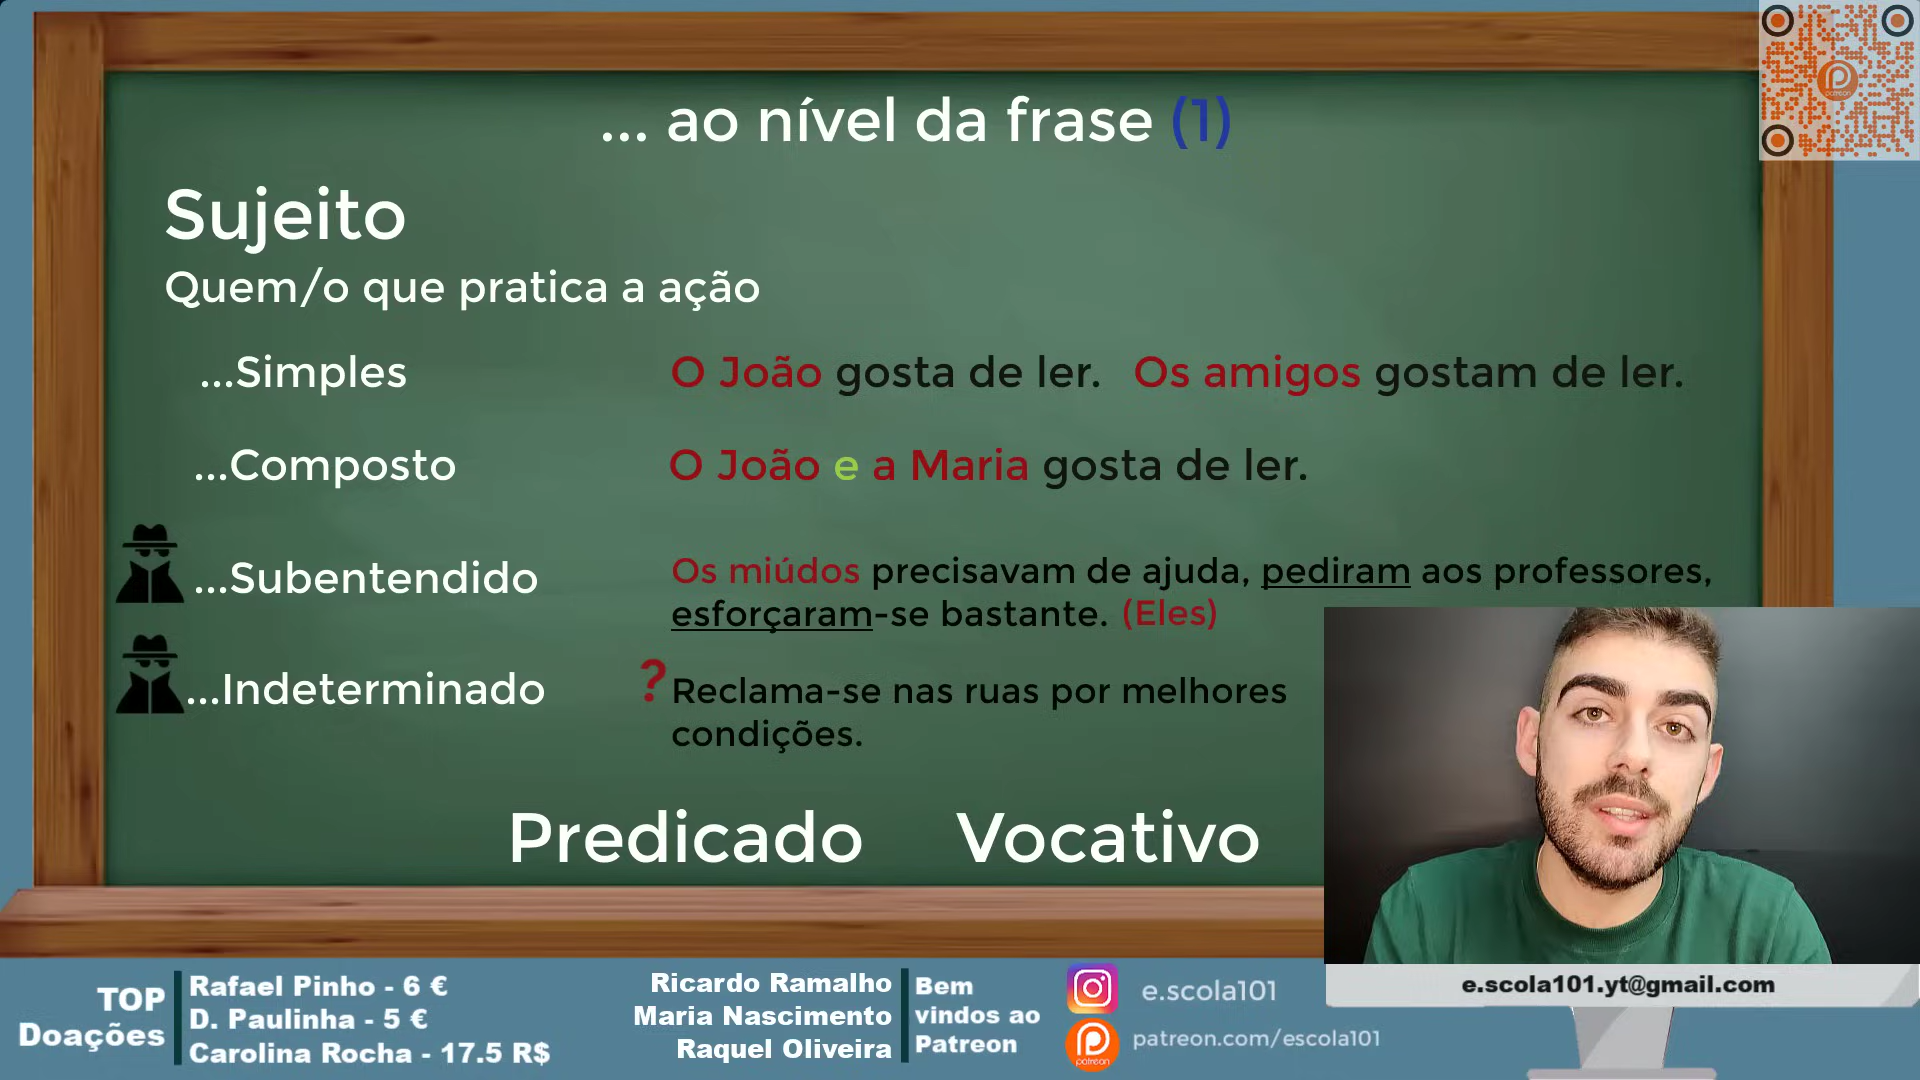 ... ao nível da frase (1)
Sujeito
Quem/o que pratica a ação
...Simples
O João gosta de ler. Os amigos gostam de ler.
...Composto
O João e a Maria gosta de ler.
...Subentendido
Os miúdos precisavam de ajuda, pediram aos professores,
esforçaram-se bastante. (Eles)
...Indeterminado
? Reclama-se nas ruas por melhores
condições.
Predicado
Vocativo
TOP
Doações
Rafael Pinho - 6 €
D. Paulinha - 5 €
Carolina Rocha - 17.5 R$
Ricardo Ramalho
Maria Nascimento
Raquel Oliveira
Bem
vindos ao
Patreon
e.scola101
patreon
patreon.com/escola101
e.scola101.yt@gmail.com